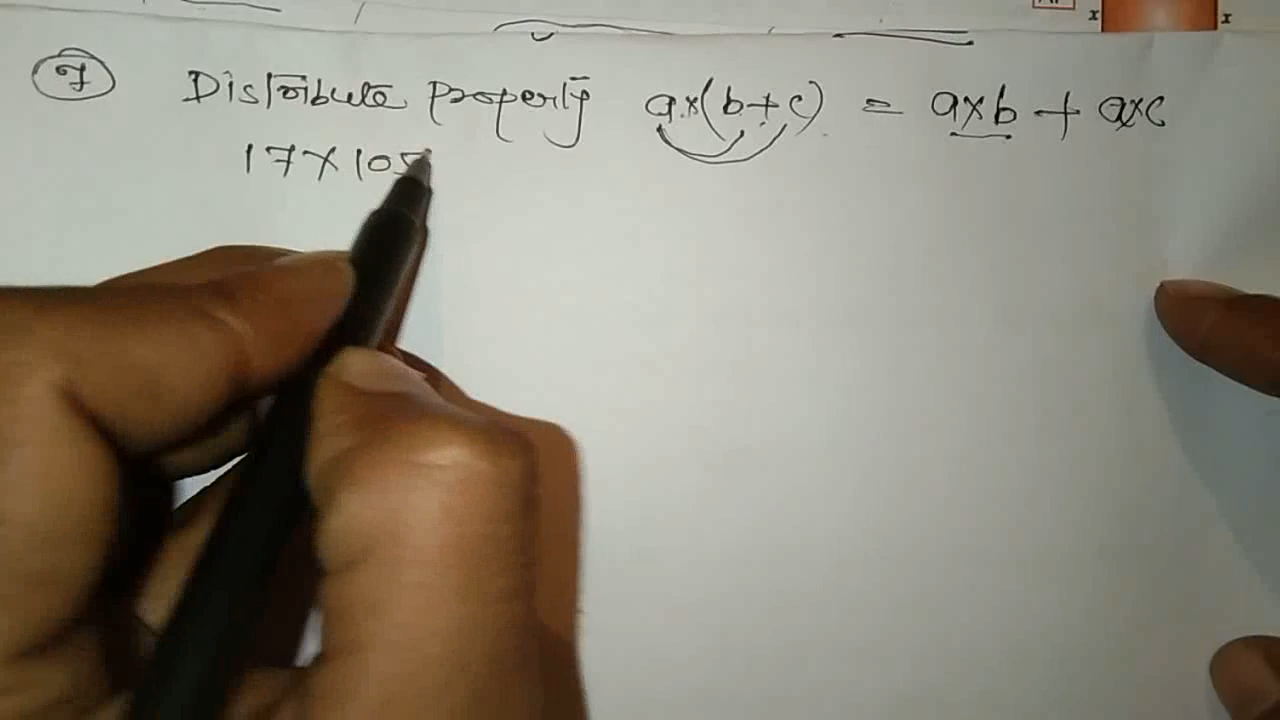 7 Distribute property a×(b+c) = a×b + a×c
17×105